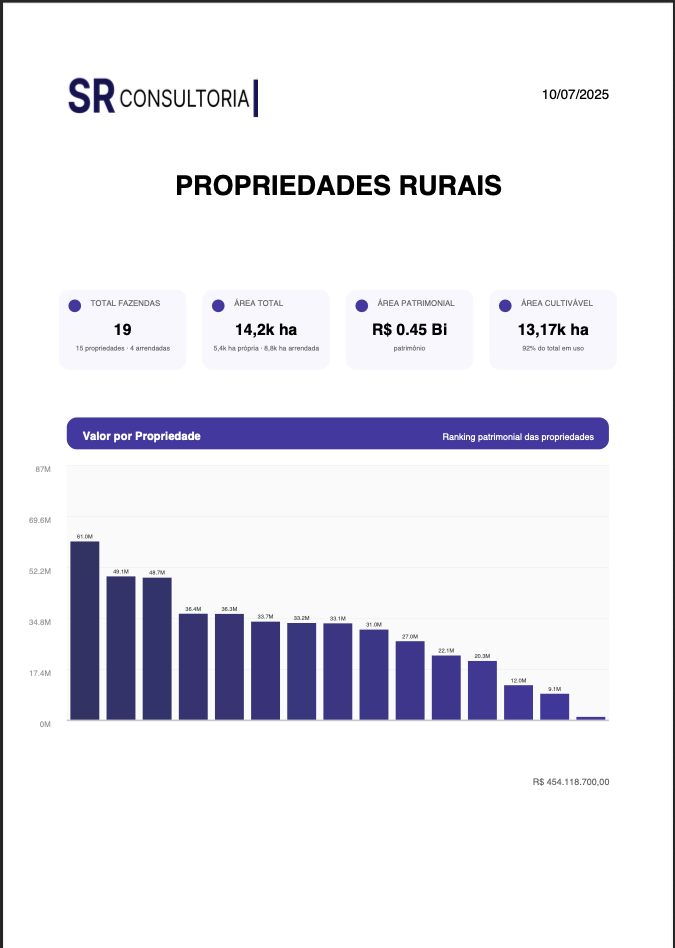 SR CONSULTORIA
10/07/2025
PROPRIEDADES RURAIS
TOTAL FAZENDAS
19
15 propriedades · 4 arrendadas
ÁREA TOTAL
14,2k ha
5,4k ha própria · 8,8k ha arrendada
ÁREA PATRIMONIAL
R$ 0.45 Bi
patrimônio
ÁREA CULTIVÁVEL
13,17k ha
92% do total em uso
Valor por Propriedade
Ranking patrimonial das propriedades
87M
69.6M
52.2M
34.8M
17.4M
0M
61.0M
49.1M
48.7M
36.4M
36.3M
33.7M
33.2M
33.1M
31.0M
27.0M
22.1M
20.3M
12.0M
9.1M
R$ 454.118.700,00